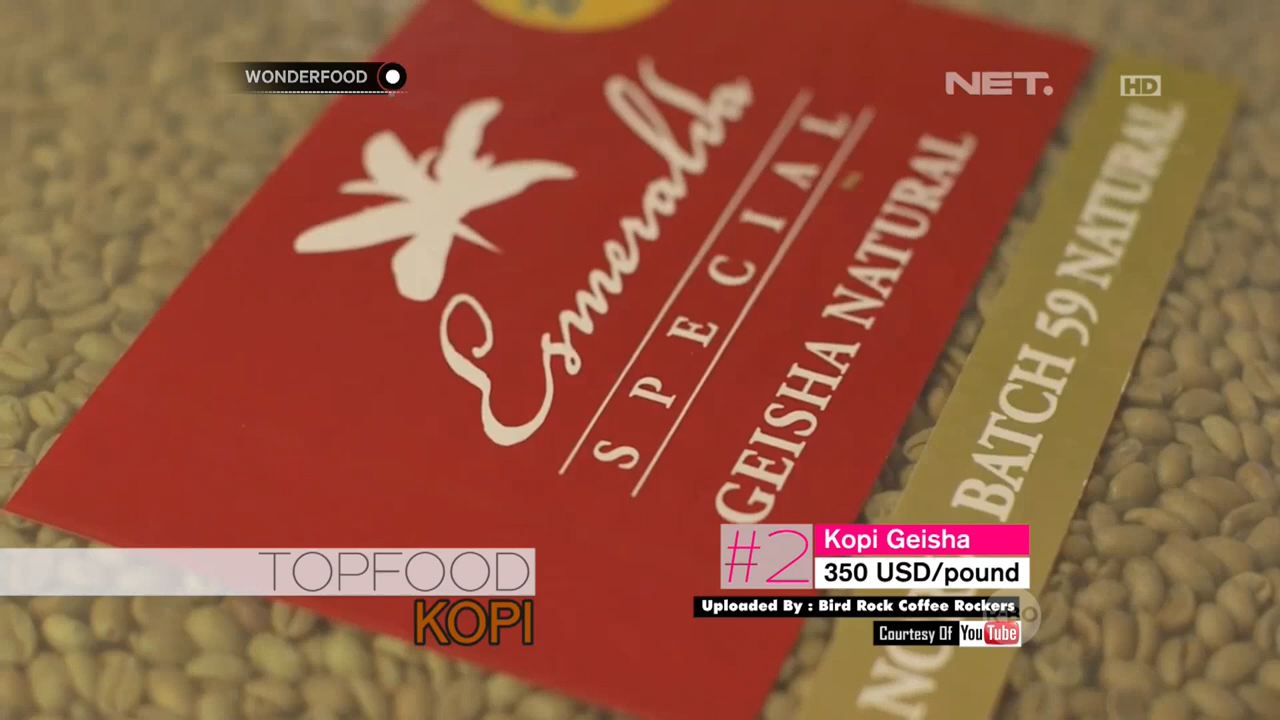 WONDERFOOD
NET.
HD
Esmeralda
SPECIAL
GEISHA NATURAL
BATCH 59 NATURAL
#2
Kopi Geisha
350 USD/pound
TOPFOOD
KOPI
Uploaded By : Bird Rock Coffee Rockers
Courtesy Of YouTube